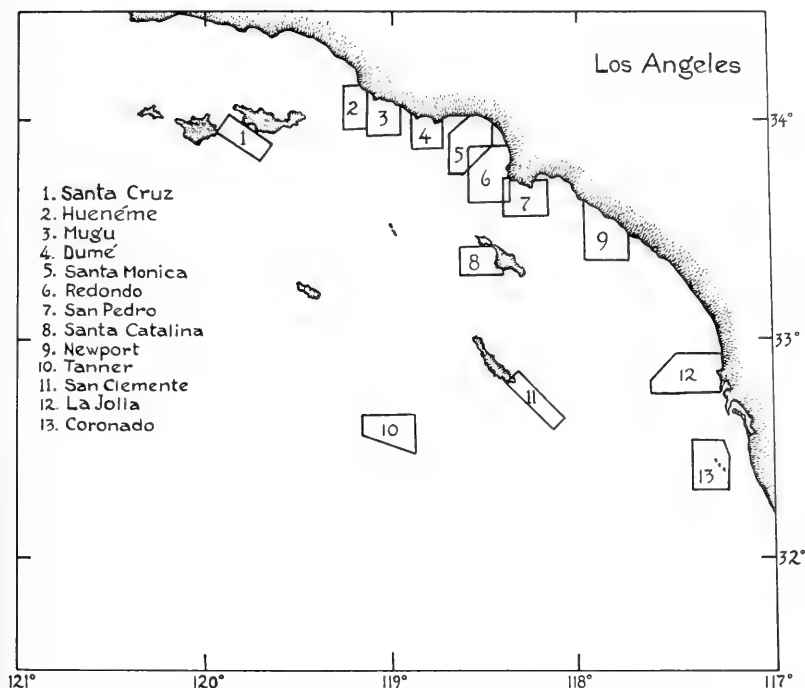 Los Angeles
34°
2
3
4
1
5
6
7
1. Santa Cruz
2. Huenéme
3. Mugu
4. Dumé
5. Santa Monica
6. Redondo
7. San Pedro
8. Santa Catalina
9. Newport
10. Tanner
11. San Clemente
12. La Jolla
13. Coronado
9
8
33°
12
11
10
13
32°
121°
120°
119°
118°
117°